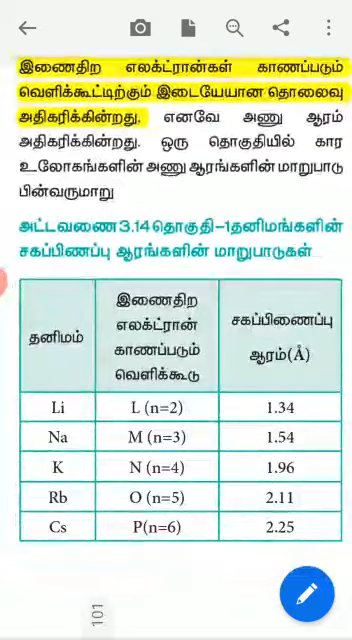 இணைதிற எலக்ட்ரான்கள் காணப்படும்
வெளிக்கூட்டிற்கும் இடையேயான தொலைவு
அதிகரிக்கின்றது. எனவே அணு ஆரம்
அதிகரிக்கின்றது. ஒரு தொகுதியில் கார
உலோகங்களின் அணு ஆரங்களின் மாறுபாடு
பின்வருமாறு
அட்டவணை3.14 தொகுதி-1தனிமங்களின்
சகப்பிணப்பு ஆரங்களின் மாறுபாடுகள்
தனிமம்
இணைதிற
எலக்ட்ரான்
காணப்படும்
வெளிக்கூடு
சகப்பிணைப்பு
ஆரம்(Å)
Li L (n=2) 1.34
Na M (n=3) 1.54
K N (n=4) 1.96
Rb O (n=5) 2.11
Cs P(n=6) 2.25
101